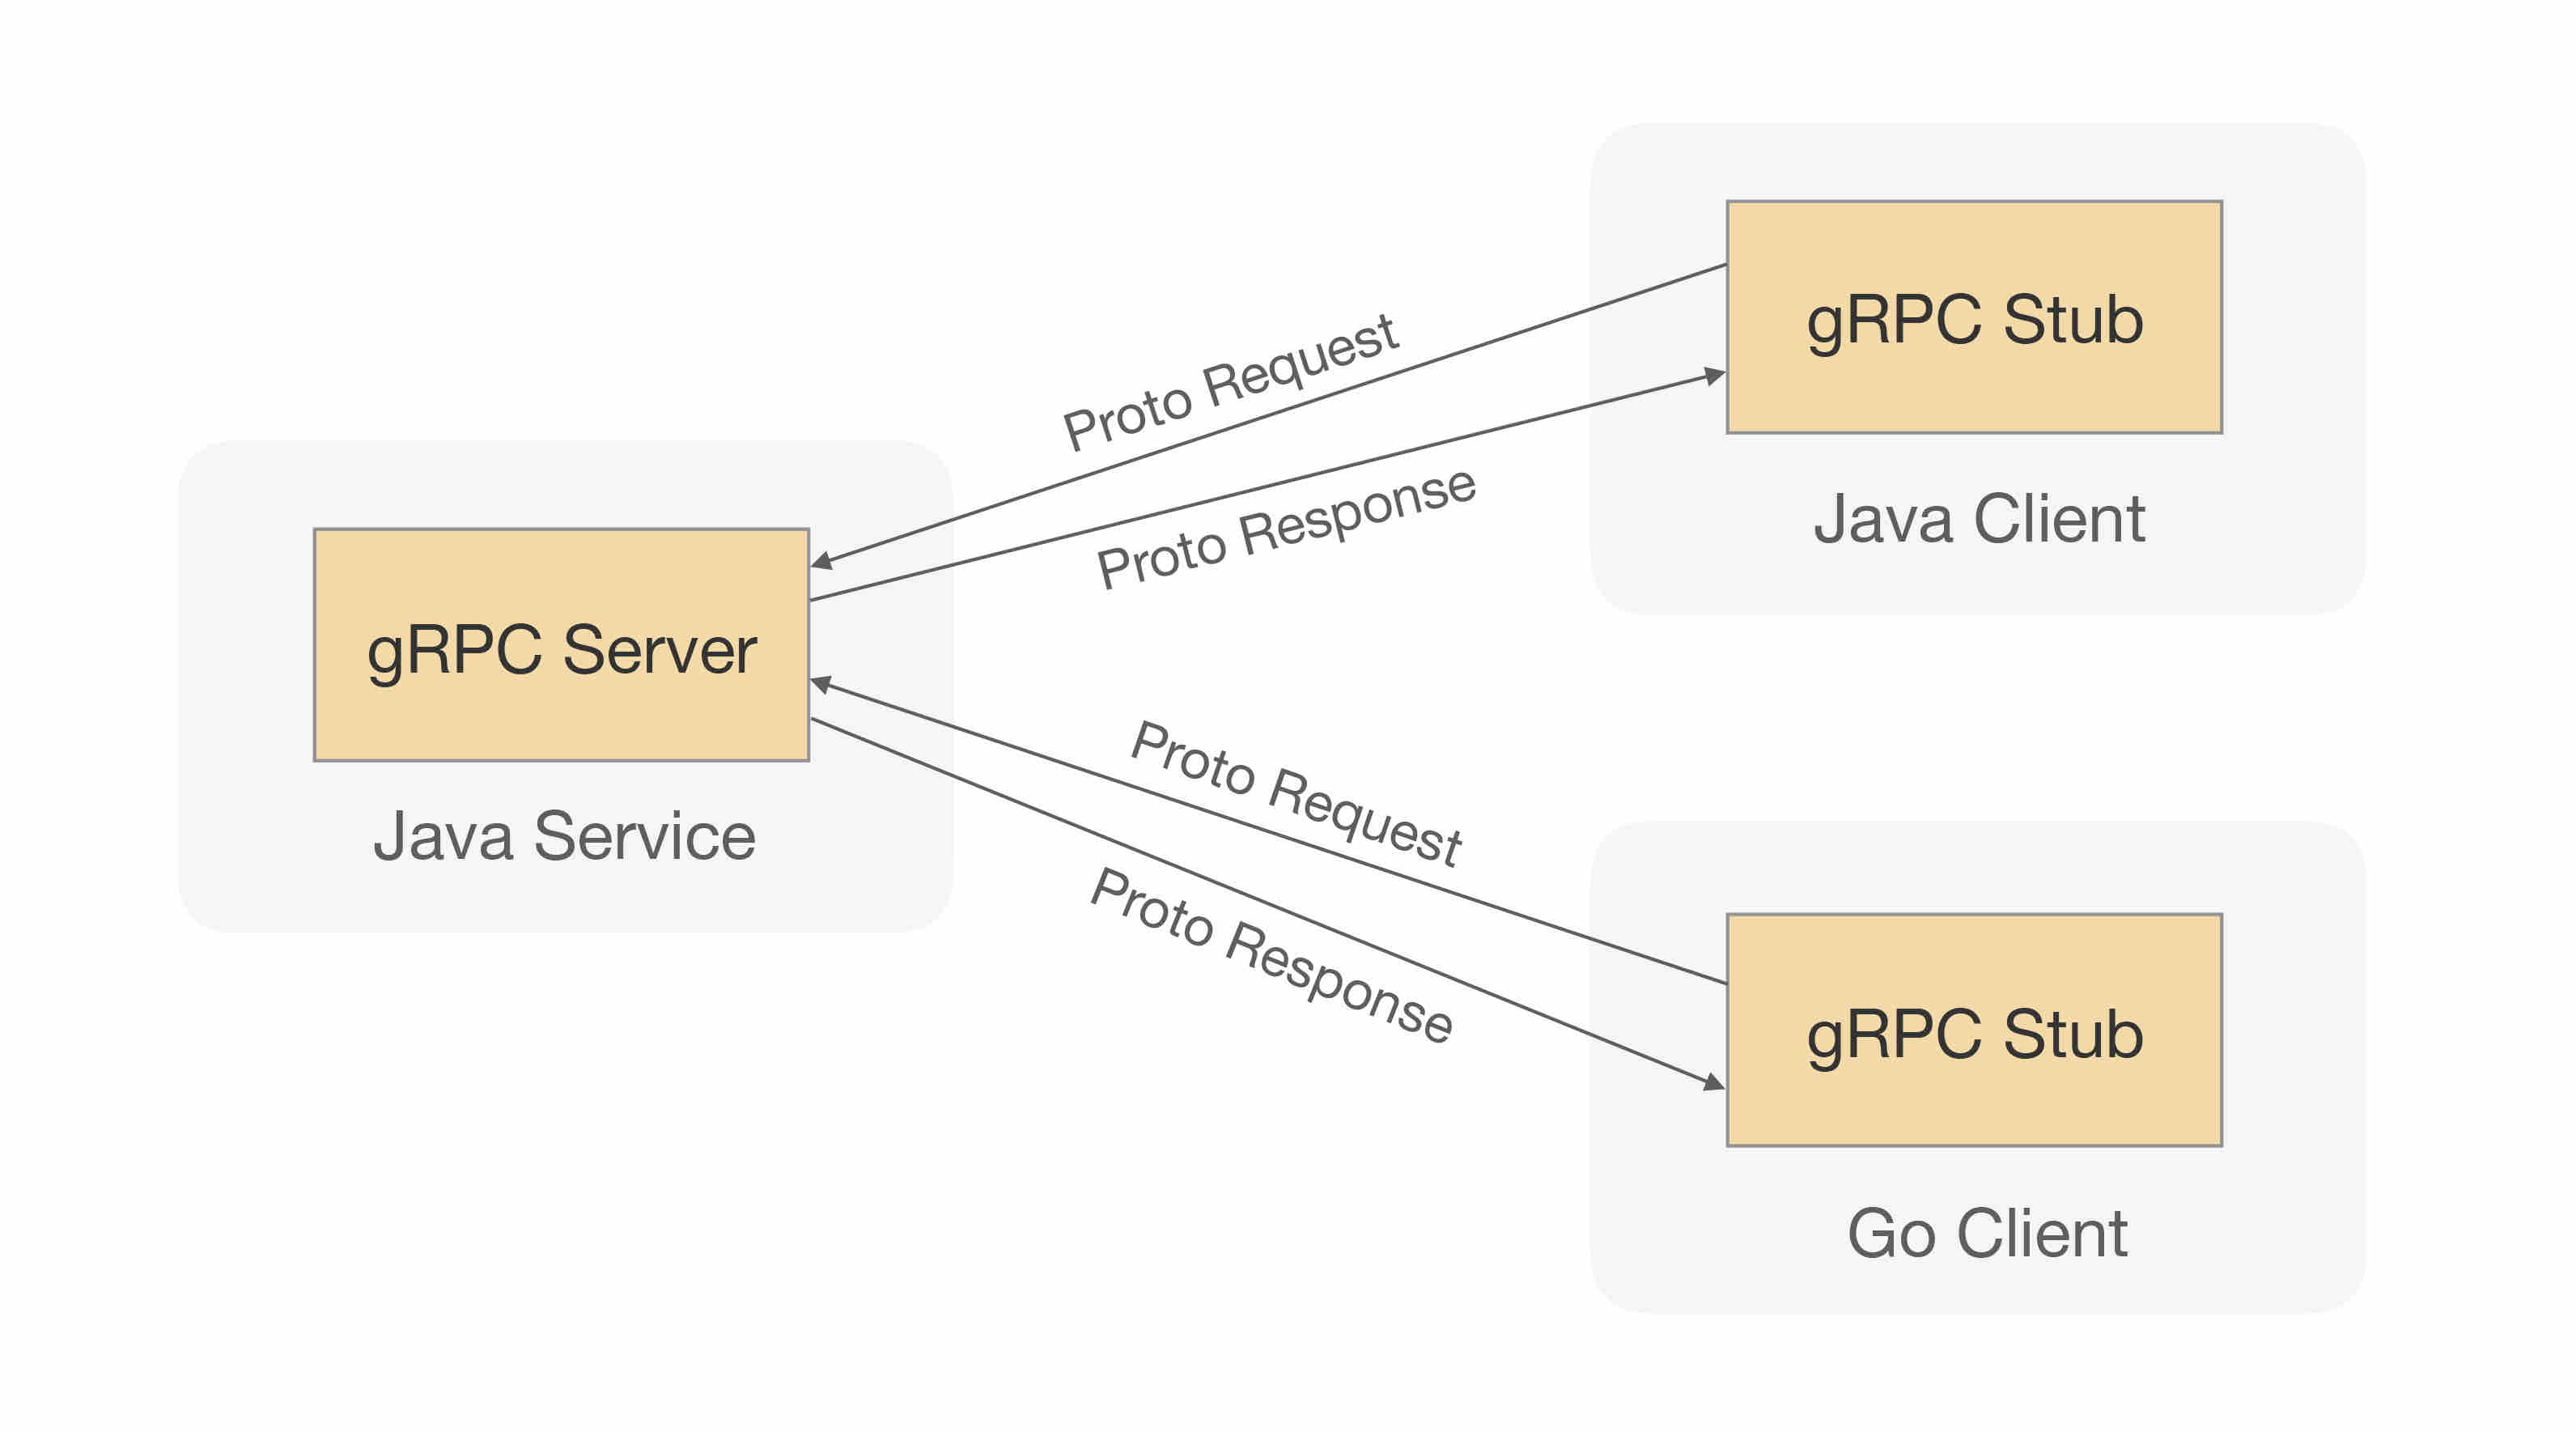 gRPC Server
Java Service
Proto Request
Proto Response
Proto Request
Proto Response
gRPC Stub
Java Client
gRPC Stub
Go Client